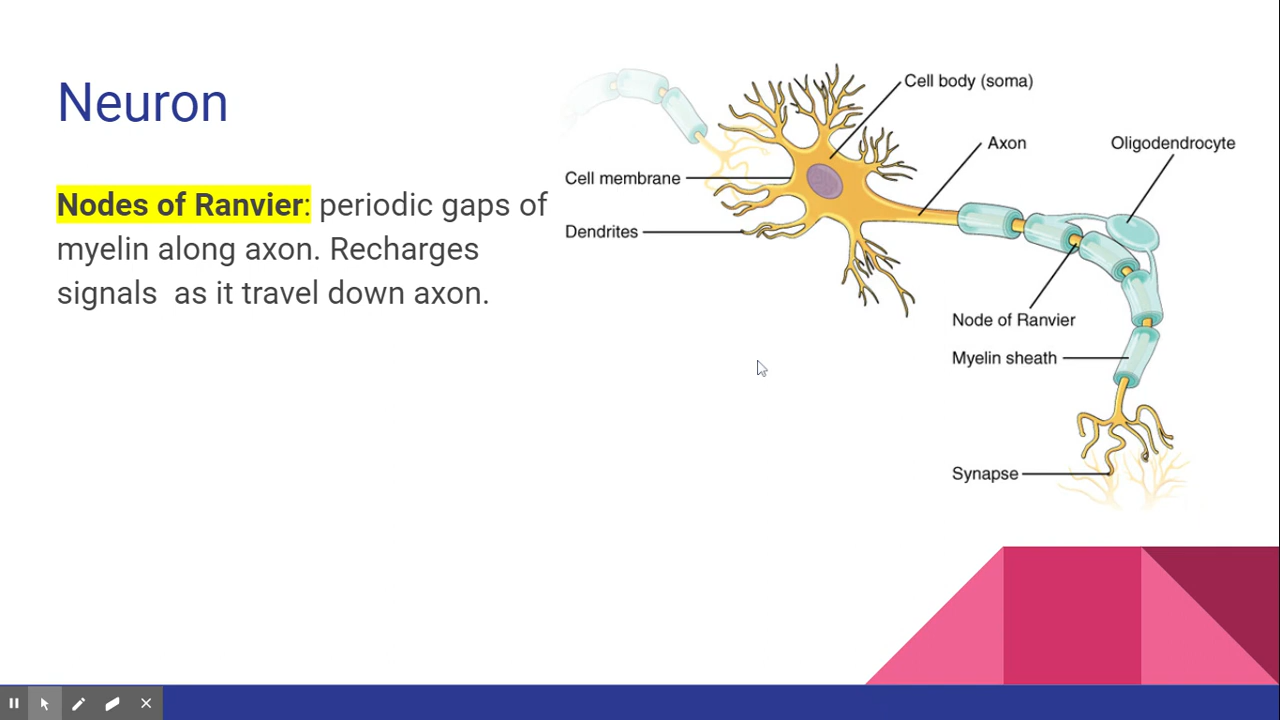 Neuron
Nodes of Ranvier: periodic gaps of
myelin along axon. Recharges
signals  as it travel down axon.
Cell body (soma)
Axon
Oligodendrocyte
Cell membrane
Dendrites
Node of Ranvier
Myelin sheath
Synapse